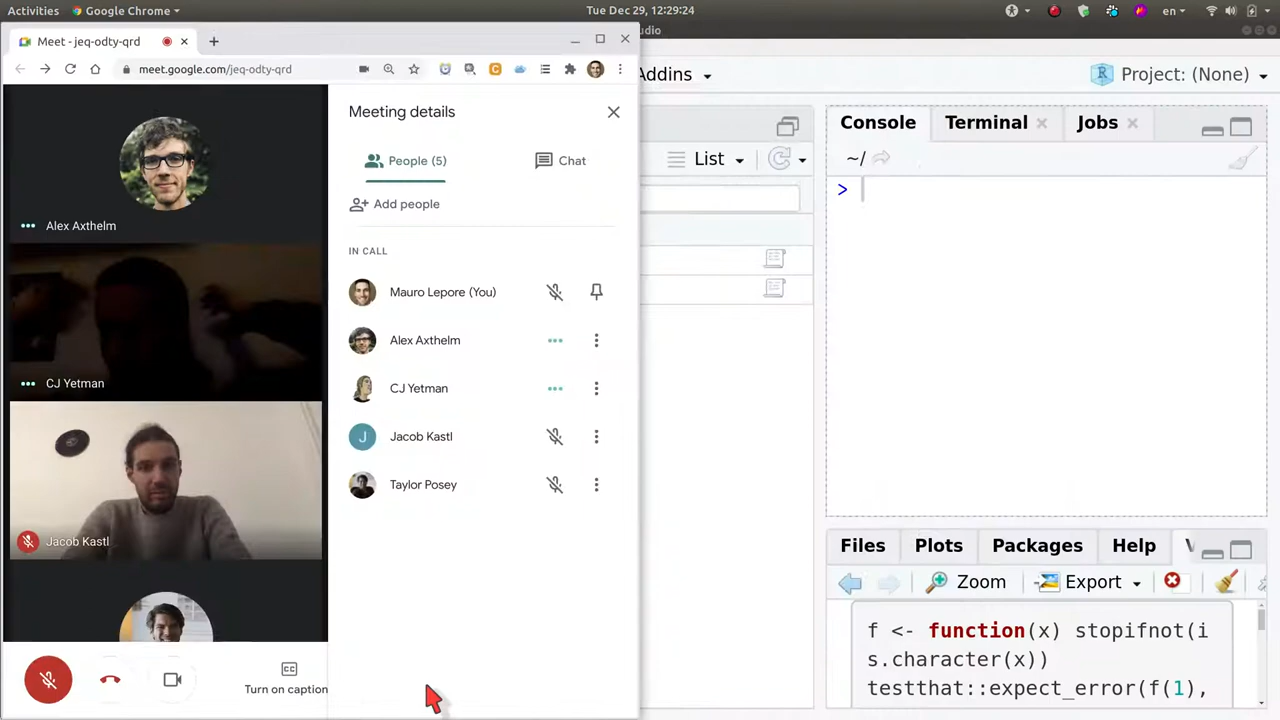 Activities
Google Chrome
Tue Dec 29, 12:29:24
en
Meet - jeq-odty-qrd
meet.google.com/jeq-odty-qrd
Alex Axthelm
CJ Yetman
Jacob Kastl
Turn on caption
Meeting details
People (5)
Chat
Add people
IN CALL
Mauro Lepore (You)
Alex Axthelm
CJ Yetman
J
Jacob Kastl
Taylor Posey
udio
Addins
R
Project: (None)
List
Console
Terminal
Jobs
~/
>
Files
Plots
Packages
Help
Zoom
Export
f <- function(x) stopifnot(i
s.character(x))
testthat::expect_error(f(1),